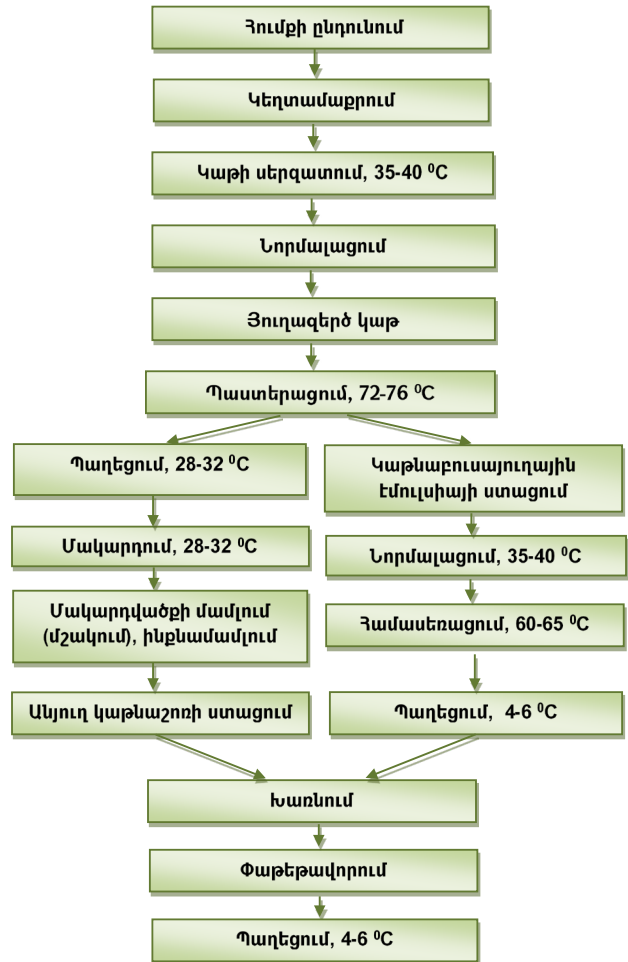 Հումքի ընդունում
Կեղտամաքրում
Կաթի սերզատում, 35-40 ⁰C
Նորմալացում
Յուղազերծ կաթ
Պաստերացում, 72-76 ⁰C
Պաղեցում, 28-32 ⁰C
Մակարդում, 28-32 ⁰C
Մակարդվածքի մամլում
(մշակում), ինքնամամլում
Անյուղ կաթնաշոռի ստացում
Կաթնաբուսայուղային
էմուլսիայի ստացում
Նորմալացում, 35-40 ⁰C
Համասեռացում, 60-65 ⁰C
Պաղեցում, 4-6 ⁰C
Խառնում
Փաթեթավորում
Պաղեցում, 4-6 ⁰C